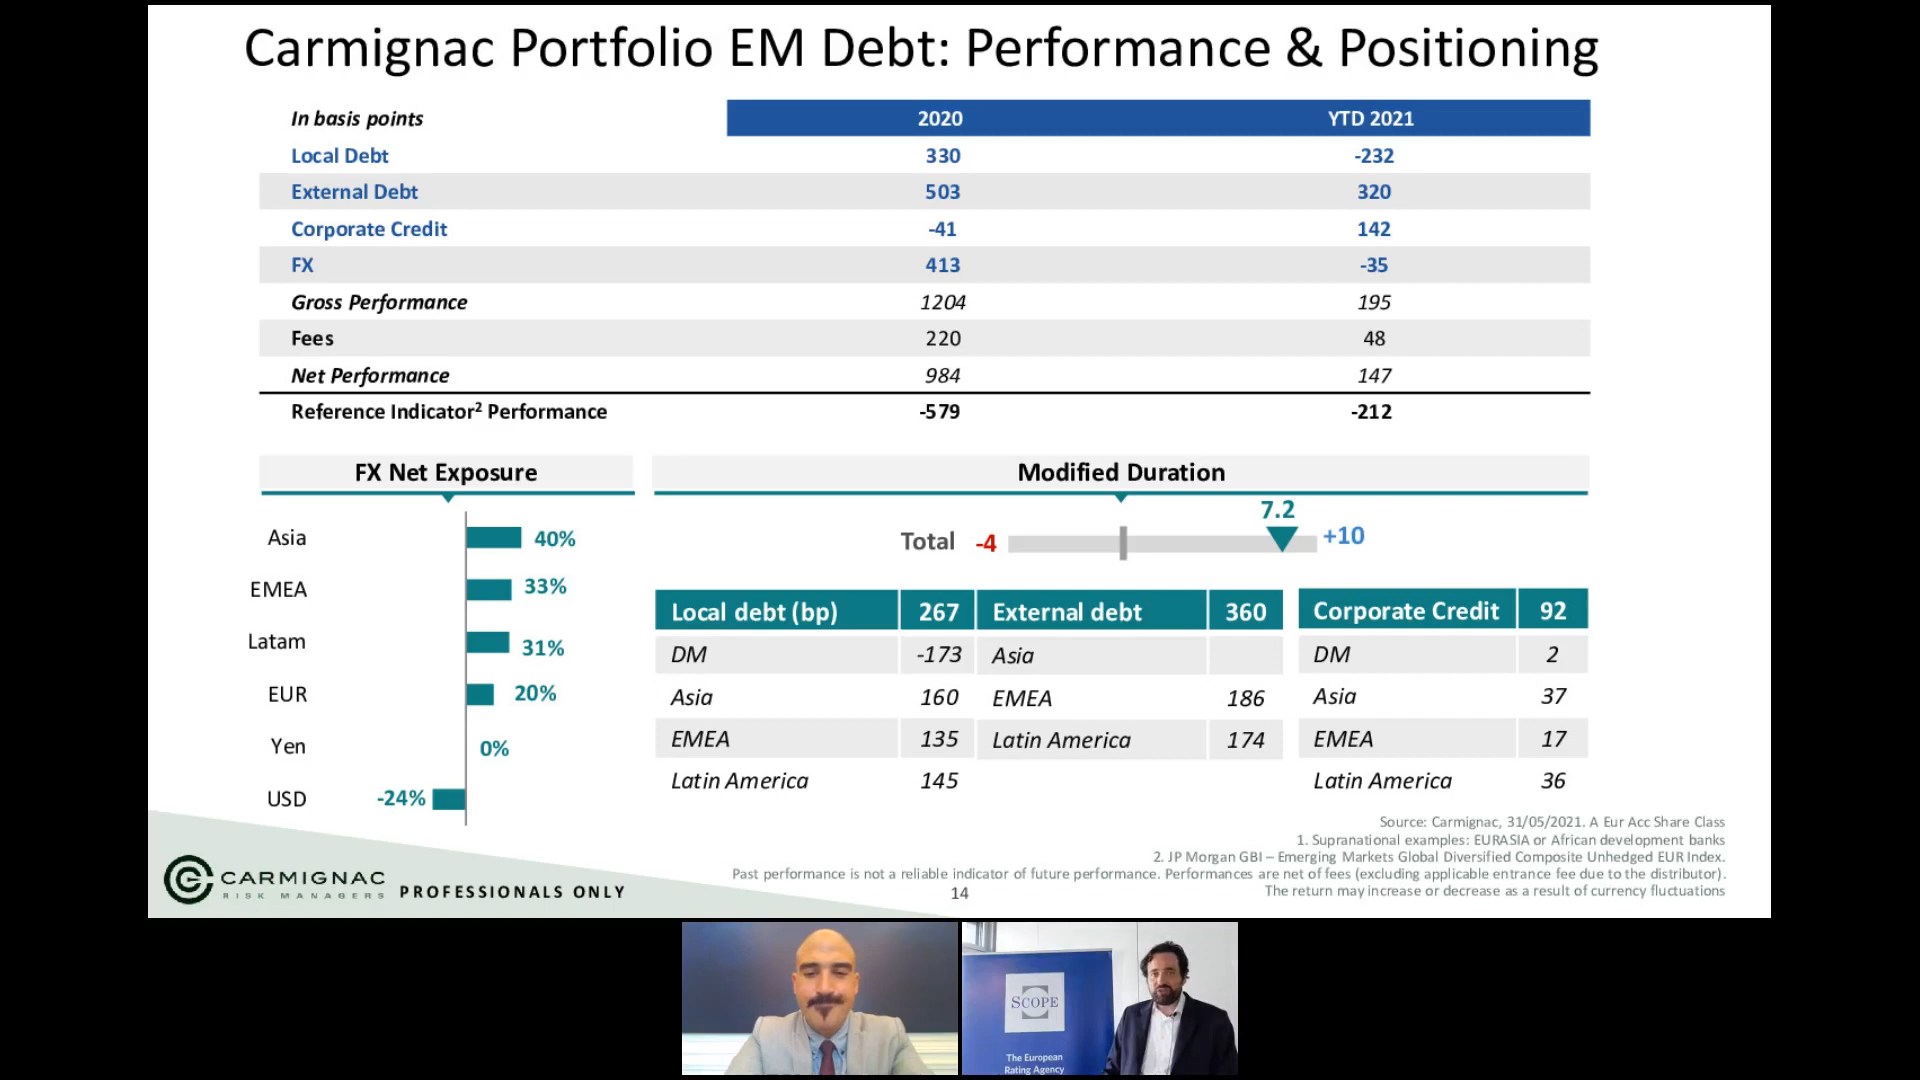 Carmignac Portfolio EM Debt: Performance & Positioning
In basis points 2020 YTD 2021
Local Debt 330 -232
External Debt 503 320
Corporate Credit -41 142
FX 413 -35
Gross Performance 1204 195
Fees 220 48
Net Performance 984 147
Reference Indicator² Performance -579 -212
FX Net Exposure
Asia 40%
EMEA 33%
Latam 31%
EUR 20%
Yen 0%
USD -24%
Modified Duration
7.2
Total -4 +10
Local debt (bp) 267 External debt 360 Corporate Credit 92
DM -173 Asia DM 2
Asia 160 EMEA 186 Asia 37
EMEA 135 Latin America 174 EMEA 17
Latin America 145 Latin America 36
Source: Carmignac, 31/05/2021. A Eur Acc Share Class
1. Supranational examples: EURASIA or African development banks
2. JP Morgan GBI – Emerging Markets Global Diversified Composite Unhedged EUR Index.
Past performance is not a reliable indicator of future performance. Performances are net of fees (excluding applicable entrance fee due to the distributor).
The return may increase or decrease as a result of currency fluctuations
CARMIGNAC
RISK MANAGERS
PROFESSIONALS ONLY
14
SCOPE
The European
Rating Agency